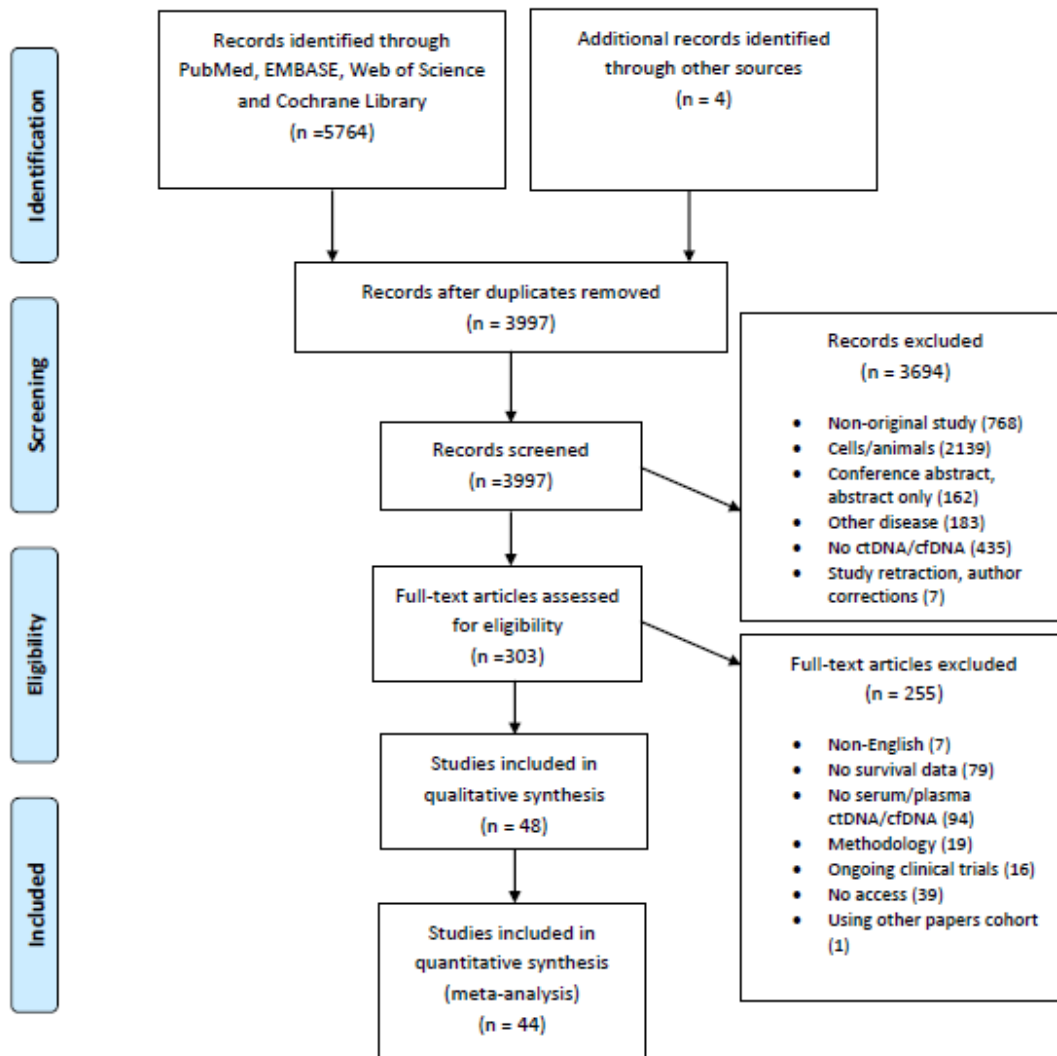 Identification
Records identified through
PubMed, EMBASE, Web of Science
and Cochrane Library
(n =5764)
Additional records identified
through other sources
(n = 4)
Records after duplicates removed
(n = 3997)
Screening
Records screened
(n =3997)
Records excluded
(n = 3694)
• Non-original study (768)
• Cells/animals (2139)
• Conference abstract,
abstract only (162)
• Other disease (183)
• No ctDNA/cfDNA (435)
• Study retraction, author
corrections (7)
Eligibility
Full-text articles assessed
for eligibility
(n =303)
Full-text articles excluded
(n = 255)
• Non-English (7)
• No survival data (79)
• No serum/plasma
ctDNA/cfDNA (94)
• Methodology (19)
• Ongoing clinical trials (16)
• No access (39)
• Using other papers cohort
(1)
Studies included in
qualitative synthesis
(n = 48)
Included
Studies included in
quantitative synthesis
(meta-analysis)
(n = 44)